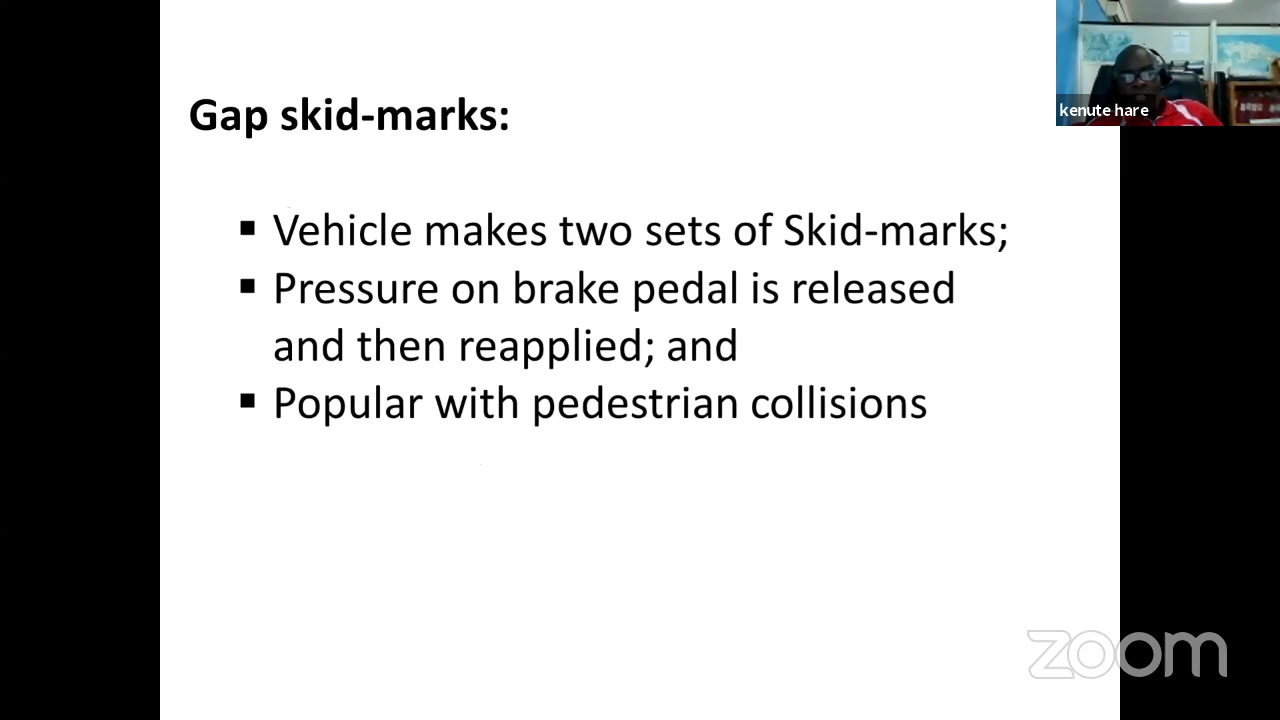 Gap skid-marks:
▪ Vehicle makes two sets of Skid-marks;
▪ Pressure on brake pedal is released
and then reapplied; and
▪ Popular with pedestrian collisions
kenute hare
zoom